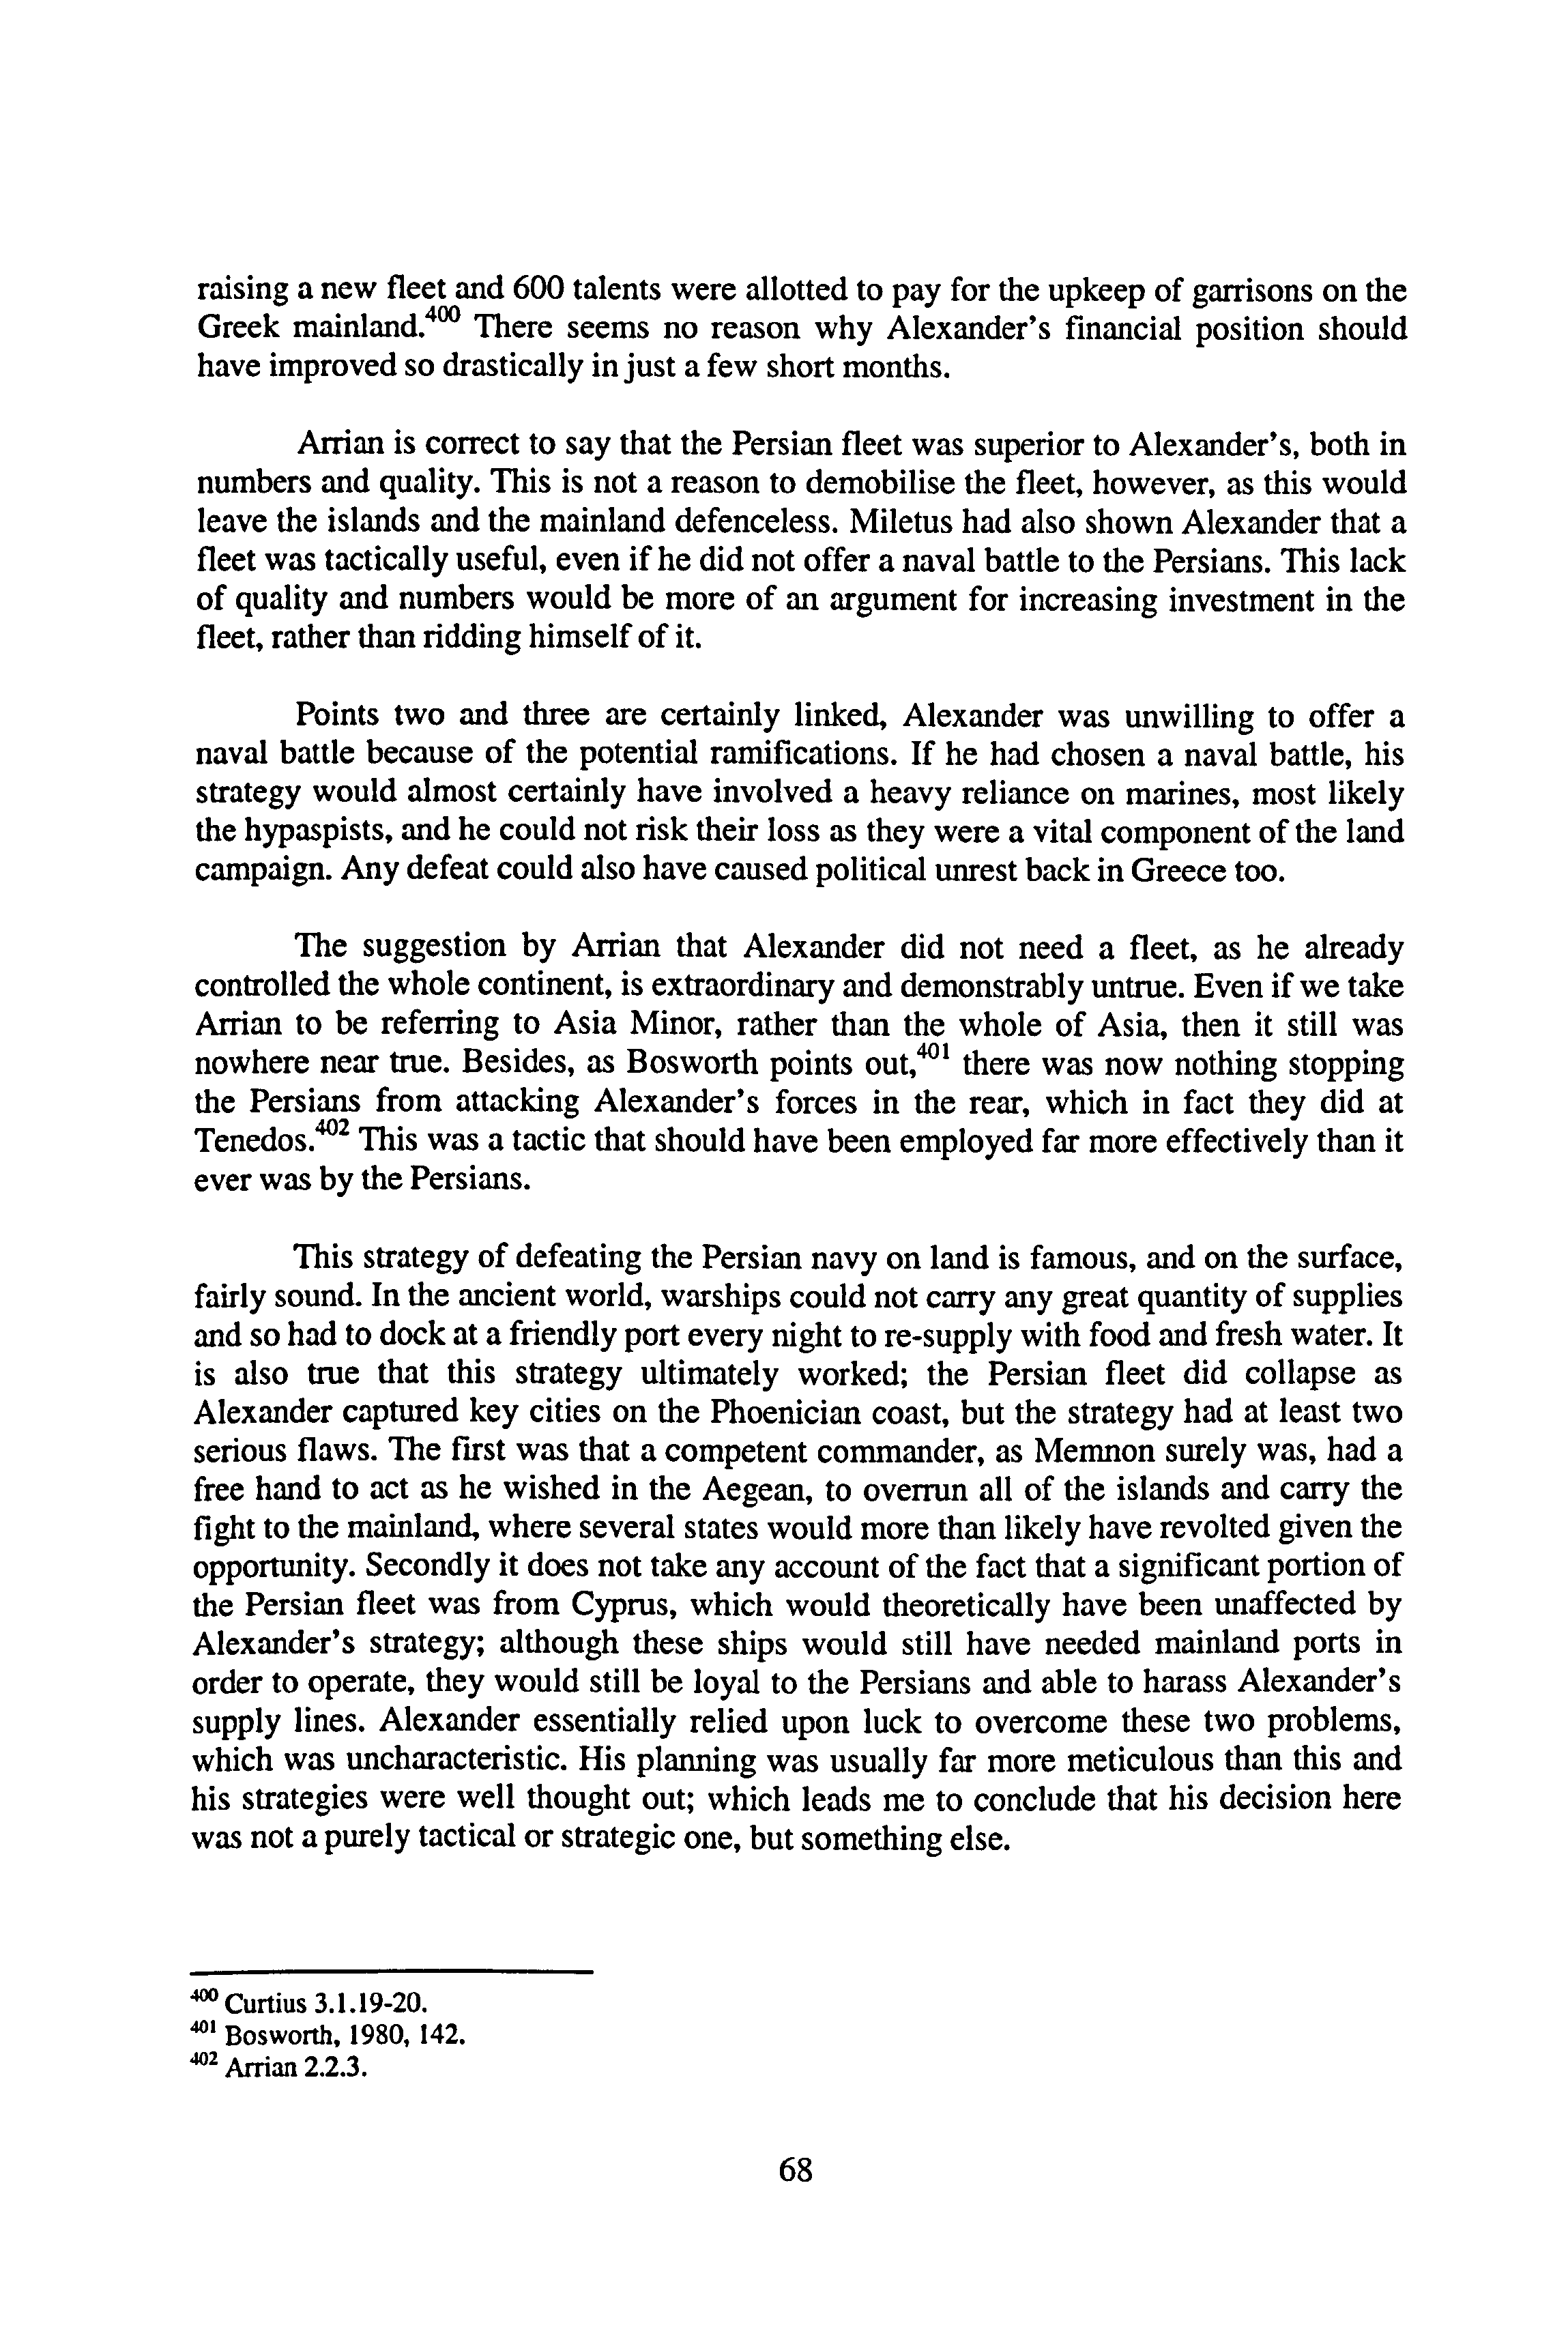 raising a new fleet and 600 talents were allotted to pay for the upkeep of garrisons on the
Greek mainland.400 There seems no reason why Alexander's financial position should
have improved so drastically in just a few short months.
Arrian is correct to say that the Persian fleet was superior to Alexander's, both in
numbers and quality. This is not a reason to demobilise the fleet, however, as this would
leave the islands and the mainland defenceless. Miletus had also shown Alexander that a
fleet was tactically useful, even if he did not offer a naval battle to the Persians. This lack
of quality and numbers would be more of an argument for increasing investment in the
fleet, rather than ridding himself of it.
Points two and three are certainly linked, Alexander was unwilling to offer a
naval battle because of the potential ramifications. If he had chosen a naval battle, his
strategy would almost certainly have involved a heavy reliance on marines, most likely
the hypaspists, and he could not risk their loss as they were a vital component of the land
campaign. Any defeat could also have caused political unrest back in Greece too.
The suggestion by Arrian that Alexander did not need a fleet, as he already
controlled the whole continent, is extraordinary and demonstrably untrue. Even if we take
Arrian to be referring to Asia Minor, rather than the whole of Asia, then it still was
nowhere near true. Besides, as Bosworth points out,401 there was now nothing stopping
the Persians from attacking Alexander's forces in the rear, which in fact they did at
Tenedos.402 This was a tactic that should have been employed far more effectively than it
ever was by the Persians.
This strategy of defeating the Persian navy on land is famous, and on the surface,
fairly sound. In the ancient world, warships could not carry any great quantity of supplies
and so had to dock at a friendly port every night to re-supply with food and fresh water. It
is also true that this strategy ultimately worked; the Persian fleet did collapse as
Alexander captured key cities on the Phoenician coast, but the strategy had at least two
serious flaws. The first was that a competent commander, as Memnon surely was, had a
free hand to act as he wished in the Aegean, to overrun all of the islands and carry the
fight to the mainland, where several states would more than likely have revolted given the
opportunity. Secondly it does not take any account of the fact that a significant portion of
the Persian fleet was from Cyprus, which would theoretically have been unaffected by
Alexander's strategy; although these ships would still have needed mainland ports in
order to operate, they would still be loyal to the Persians and able to harass Alexander's
supply lines. Alexander essentially relied upon luck to overcome these two problems,
which was uncharacteristic. His planning was usually far more meticulous than this and
his strategies were well thought out; which leads me to conclude that his decision here
was not a purely tactical or strategic one, but something else.
400 Curtius 3.1.19-20.
401 Bosworth, 1980, 142.
402 Arrian 2.2.3.
68